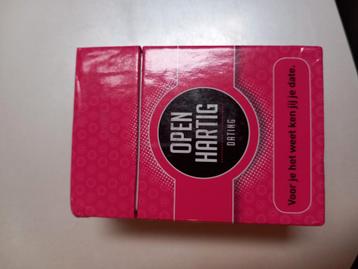 OPEN
HARTIG
DATING
Voor je het weet ken jij je date.